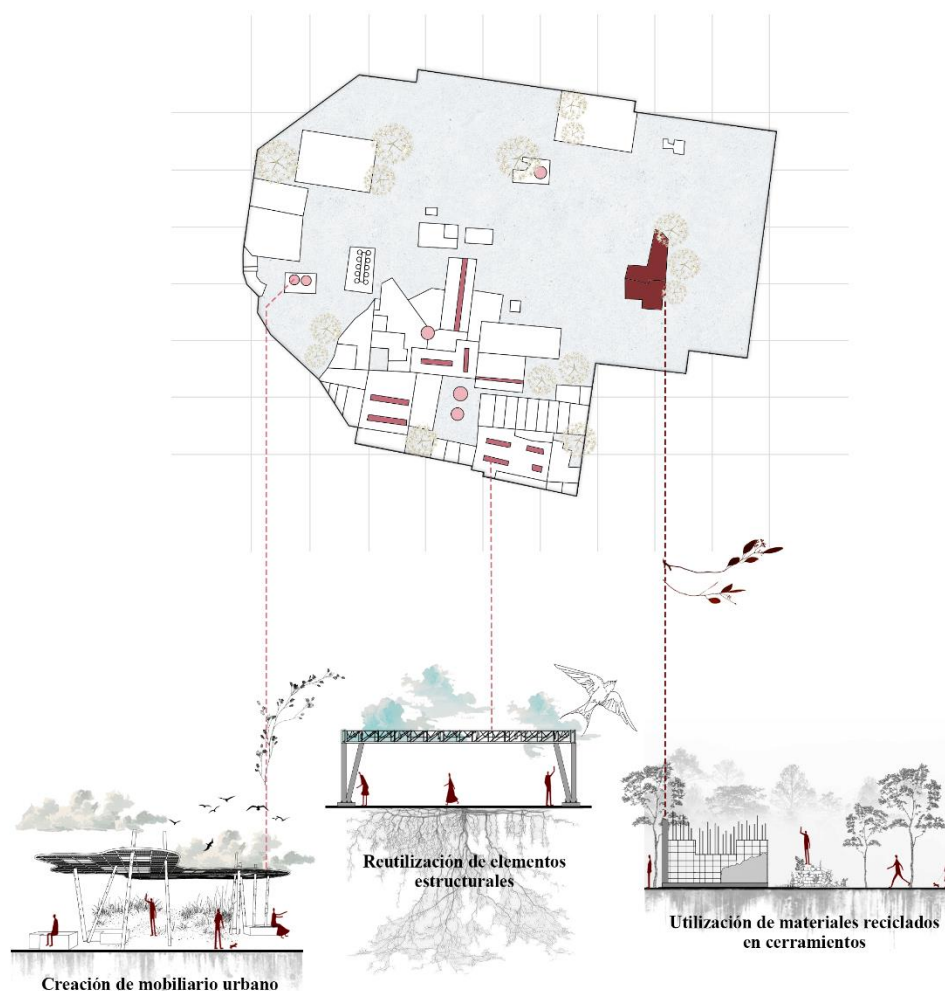 Reutilización de elementos
estructurales
Utilización de materiales reciclados
en cerramientos
Creación de mobiliario urbano